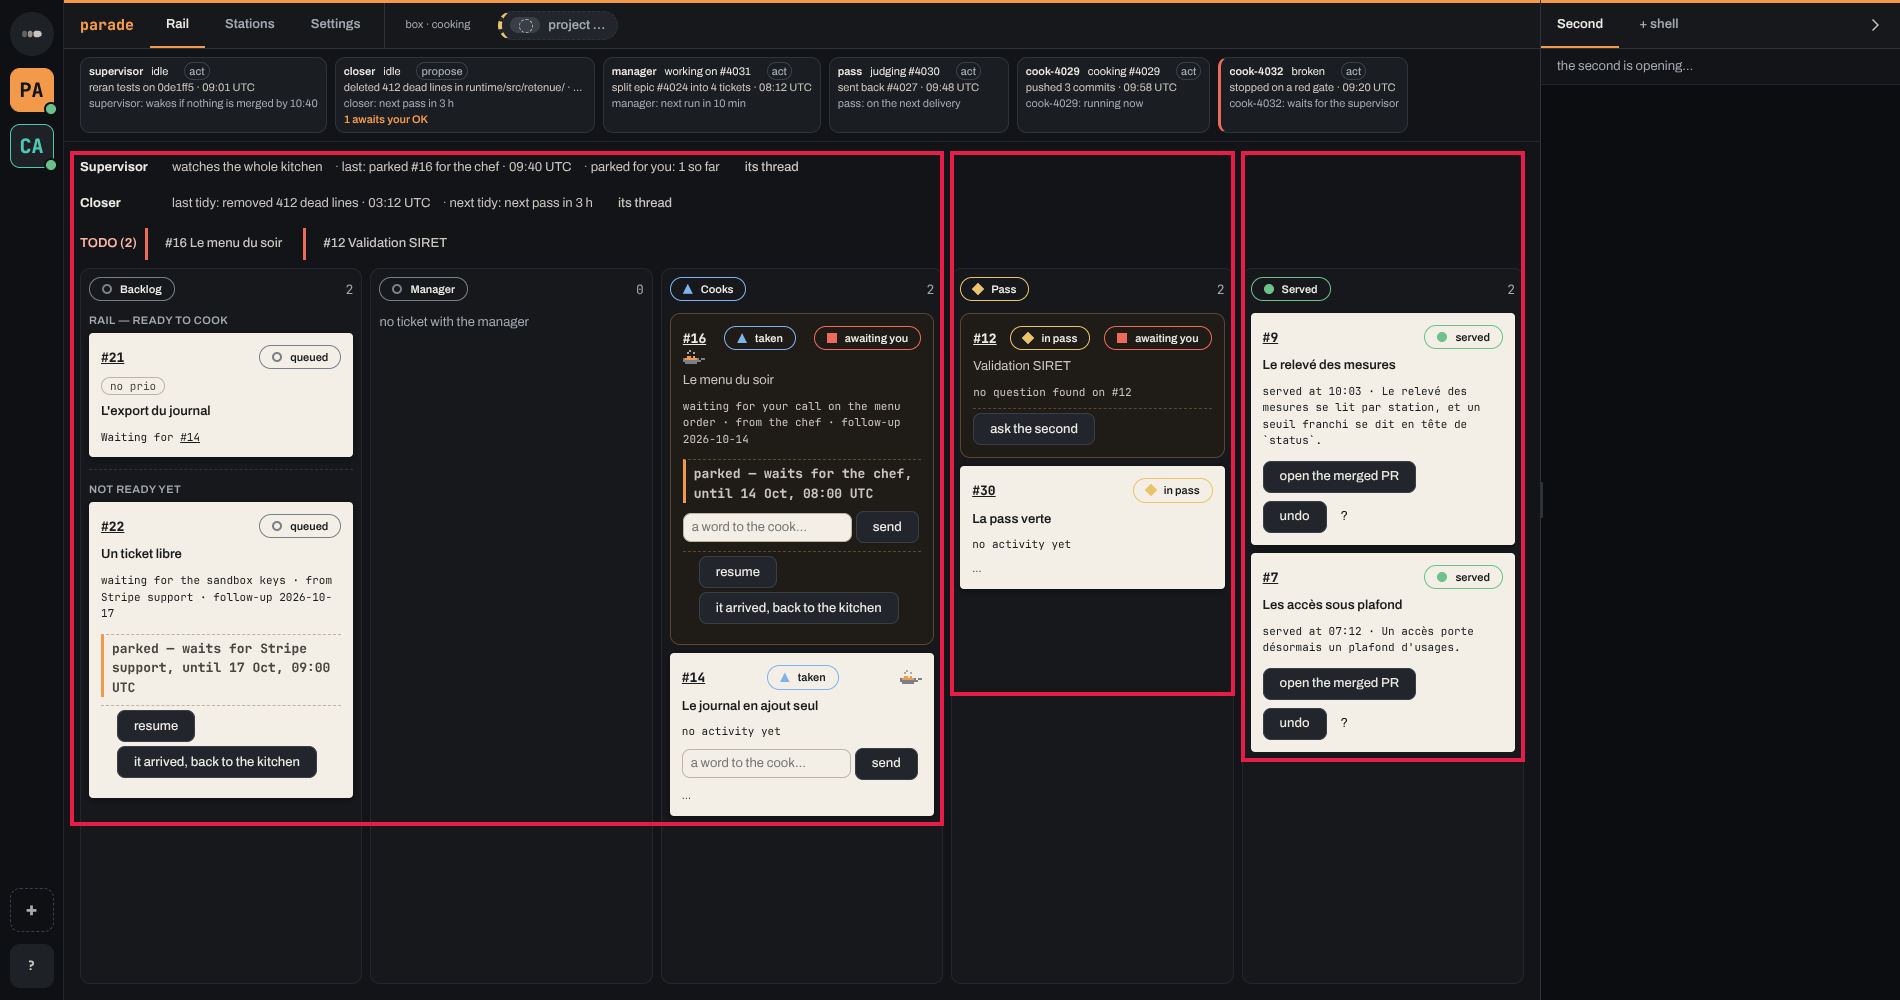 parade Rail Stations Settings box · cooking project ...
Second + shell
the second is opening...
PA
CA
+
?
supervisor idle act
reran tests on 0de1ff5 · 09:01 UTC
supervisor: wakes if nothing is merged by 10:40
closer idle propose
deleted 412 dead lines in runtime/src/retenue/ · ...
closer: next pass in 3 h
1 awaits your OK
manager working on #4031 act
split epic #4024 into 4 tickets · 08:12 UTC
manager: next run in 10 min
pass judging #4030 act
sent back #4027 · 09:48 UTC
pass: on the next delivery
cook-4029 cooking #4029 act
pushed 3 commits · 09:58 UTC
cook-4029: running now
cook-4032 broken act
stopped on a red gate · 09:20 UTC
cook-4032: waits for the supervisor
Supervisor watches the whole kitchen · last: parked #16 for the chef · 09:40 UTC · parked for you: 1 so far its thread
Closer last tidy: removed 412 dead lines · 03:12 UTC · next tidy: next pass in 3 h its thread
TODO (2) #16 Le menu du soir #12 Validation SIRET
Backlog 2
RAIL — READY TO COOK
#21 queued
no prio
L'export du journal
Waiting for #14
NOT READY YET
#22 queued
Un ticket libre
waiting for the sandbox keys · from
Stripe support · follow-up 2026-10-
17
parked — waits for Stripe
support, until 17 Oct, 09:00
UTC
resume
it arrived, back to the kitchen
Manager 0
no ticket with the manager
Cooks 2
#16 taken awaiting you
Le menu du soir
waiting for your call on the menu
order · from the chef · follow-up
2026-10-14
parked — waits for the chef,
until 14 Oct, 08:00 UTC
a word to the cook... send
resume
it arrived, back to the kitchen
#14 taken
Le journal en ajout seul
no activity yet
a word to the cook... send
...
Pass 2
#12 in pass awaiting you
Validation SIRET
no question found on #12
ask the second
#30 in pass
La pass verte
no activity yet
...
Served 2
#9 served
Le relevé des mesures
served at 10:03 · Le relevé des
mesures se lit par station, et un
seuil franchi se dit en tête de
`status`.
open the merged PR
undo ?
#7 served
Les accès sous plafond
served at 07:12 · Un accès porte
désormais un plafond d'usages.
open the merged PR
undo ?